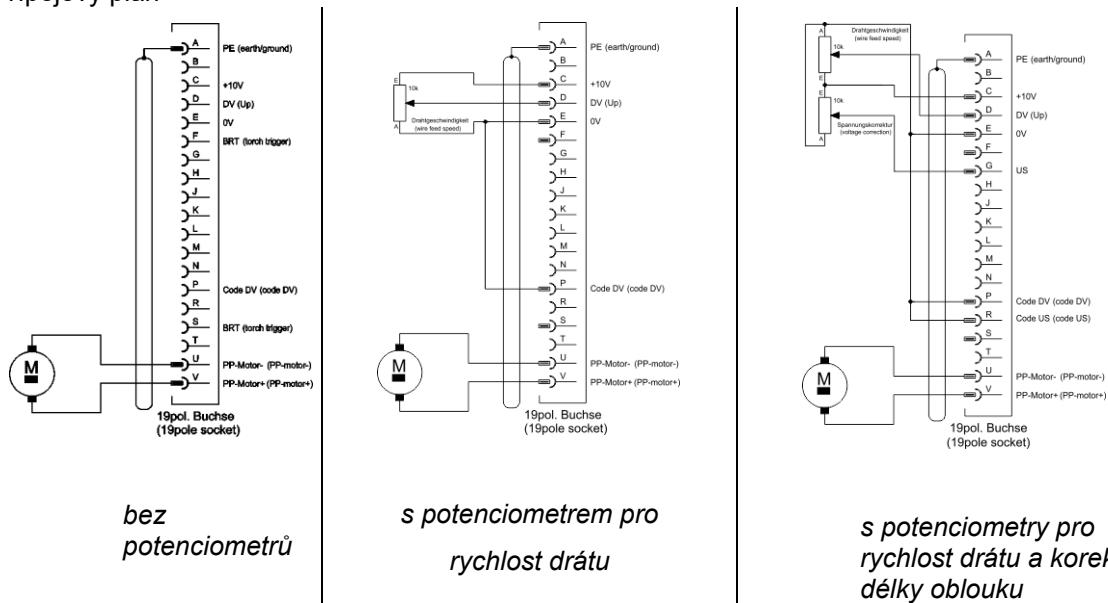 A
B
C
D
E
F
G
H
J
K
L
M
N
P
R
S
T
U
V
PE (earth/ground)
+10V
DV (Up)
0V
BRT (torch trigger)
Code DV (code DV)
BRT (torch trigger)
PP-Motor- (PP-motor-)
PP-Motor+ (PP-motor+)
M
19pol. Buchse
(19pole socket)
bez
potenciometrů
E
10k
A
Drahtgeschwindigkeit
(wire feed speed)
A
B
C
D
E
F
G
H
J
K
L
M
N
P
R
S
T
U
V
PE (earth/ground)
+10V
DV (Up)
0V
Code DV (code DV)
PP-Motor- (PP-motor-)
PP-Motor+ (PP-motor+)
M
19pol. Buchse
(19pole socket)
s potenciometrem pro
rychlost drátu
Drahtgeschwindigkeit
(wire feed speed)
A
10k
E
E
10k
Spannungskorrektur
(voltage correction)
A
A
B
C
D
E
F
G
H
J
K
L
M
N
P
R
S
T
U
V
PE (earth/ground)
+10V
DV (Up)
0V
US
Code DV (code DV)
Code US (code US)
PP-Motor- (PP-motor-)
PP-Motor+ (PP-motor+)
M
19pol. Buchse
(19pole socket)
s potenciometry pro
rychlost drátu a korek
délky oblouku